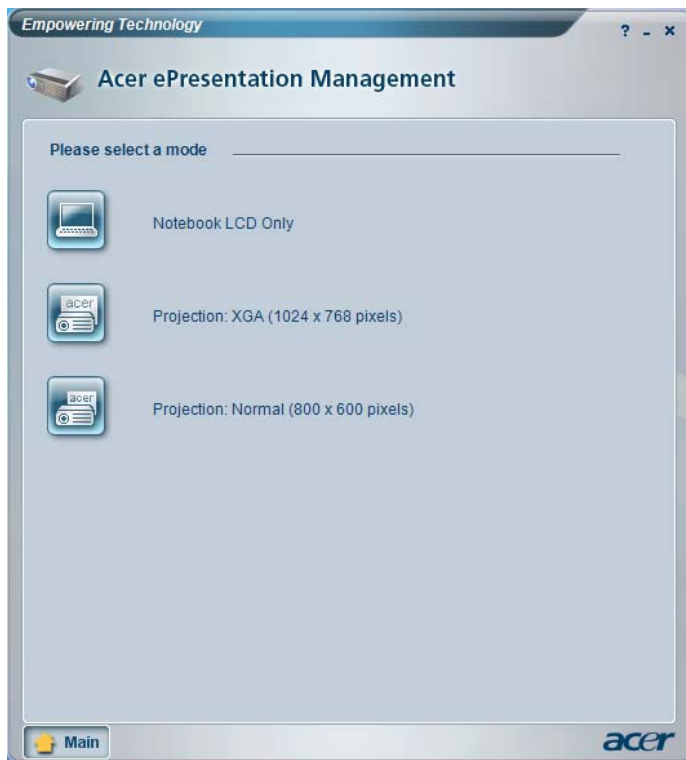 Empowering Technology
? - ×
Acer ePresentation Management
Please select a mode
Notebook LCD Only
acer
Projection: XGA (1024 x 768 pixels)
acer
Projection: Normal (800 x 600 pixels)
Main
acer